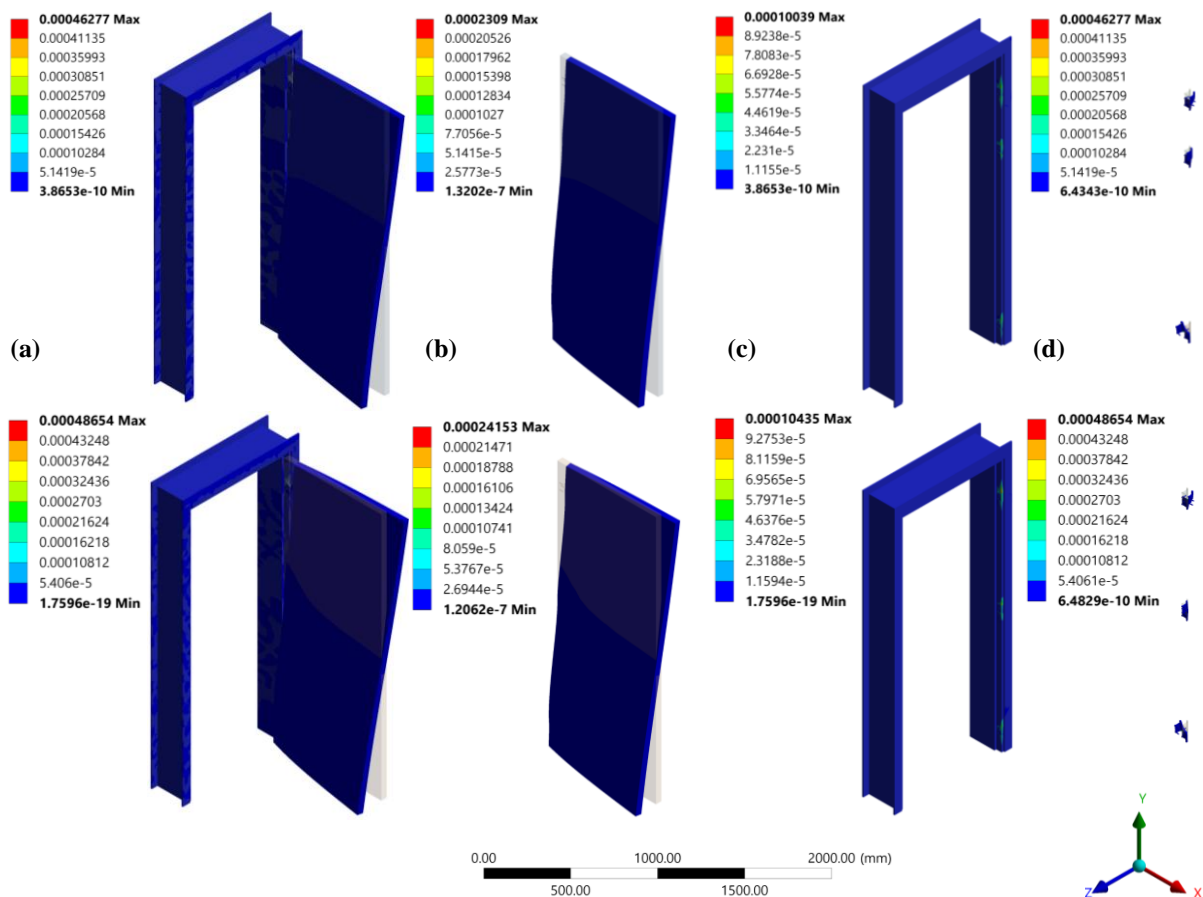 0.00046277 Max
0.00041135
0.00035993
0.00030851
0.00025709
0.00020568
0.00015426
0.00010284
5.1419e-5
3.8653e-10 Min
(a)
0.0002309 Max
0.00020526
0.00017962
0.00015398
0.00012834
0.0001027
7.7056e-5
5.1415e-5
2.5773e-5
1.3202e-7 Min
(b)
0.00010039 Max
8.9238e-5
7.8083e-5
6.6928e-5
5.5774e-5
4.4619e-5
3.3464e-5
2.231e-5
1.1155e-5
3.8653e-10 Min
(c)
0.00046277 Max
0.00041135
0.00035993
0.00030851
0.00025709
0.00020568
0.00015426
0.00010284
5.1419e-5
6.4343e-10 Min
(d)
0.00048654 Max
0.00043248
0.00037842
0.00032436
0.0002703
0.00021624
0.00016218
0.00010812
5.406e-5
1.7596e-19 Min
0.00024153 Max
0.00021471
0.00018788
0.00016106
0.00013424
0.00010741
8.059e-5
5.3767e-5
2.6944e-5
1.2062e-7 Min
0.00010435 Max
9.2753e-5
8.1159e-5
6.9565e-5
5.7971e-5
4.6376e-5
3.4782e-5
2.3188e-5
1.1594e-5
1.7596e-19 Min
0.00048654 Max
0.00043248
0.00037842
0.00032436
0.0002703
0.00021624
0.00016218
0.00010812
5.4061e-5
6.4829e-10 Min
0.00 1000.00 2000.00 (mm)
500.00 1500.00
Y
Z X